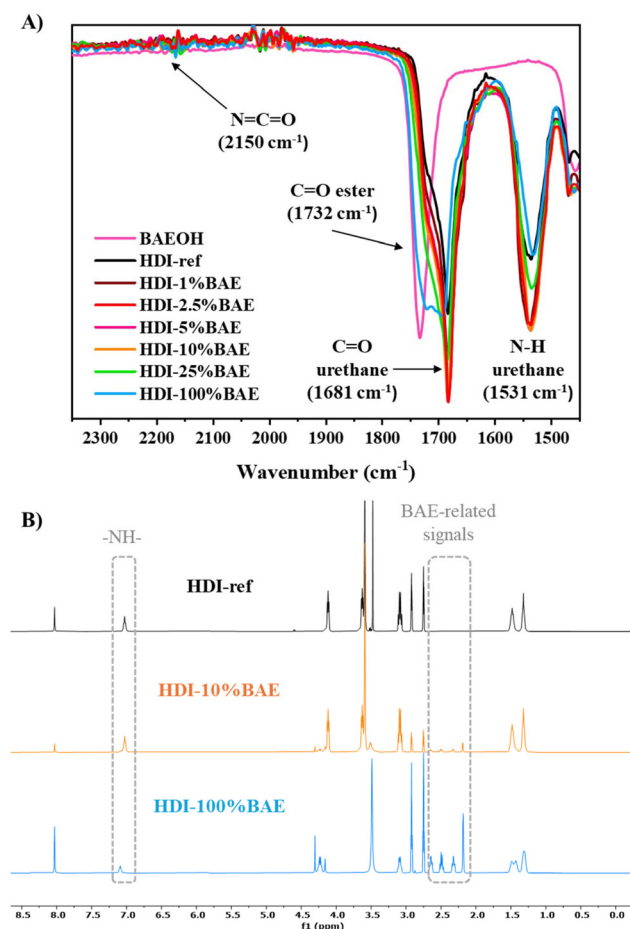 A)
N=C=O
(2150 cm⁻¹)
C=O ester
(1732 cm⁻¹)
BAEOH
HDI-ref
HDI-1%BAE
HDI-2.5%BAE
HDI-5%BAE
HDI-10%BAE
HDI-25%BAE
HDI-100%BAE
C=O
urethane
(1681 cm⁻¹)
N-H
urethane
(1531 cm⁻¹)
2300 2200 2100 2000 1900 1800 1700 1600 1500
Wavenumber (cm⁻¹)
B)
-NH-
BAE-related
signals
HDI-ref
HDI-10%BAE
HDI-100%BAE
8.5 8.0 7.5 7.0 6.5 6.0 5.5 5.0 4.5 4.0 3.5 3.0 2.5 2.0 1.5 1.0 0.5 0.0
f1 (ppm)